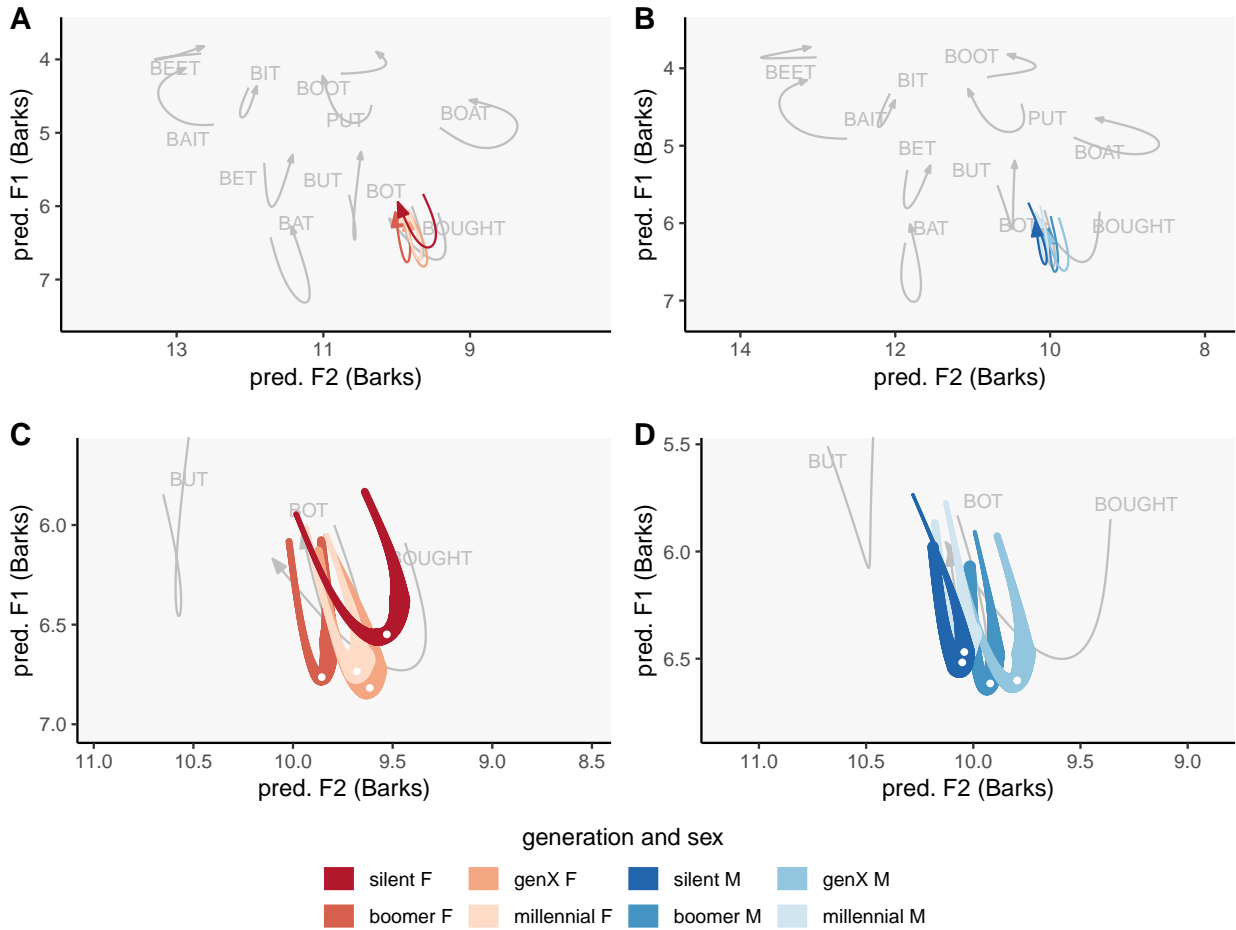 A
pred. F1 (Barks)
4
5
6
7
BEET
BIT
BOOT
BAIT
PUT
BOAT
BET
BUT
BOT
BAT
BOUGHT
13
11
9
pred. F2 (Barks)
B
pred. F1 (Barks)
4
5
6
7
BEET
BIT
BOOT
BAIT
PUT
BET
BOAT
BUT
BAT
BOT
BOUGHT
14
12
10
8
pred. F2 (Barks)
C
pred. F1 (Barks)
6.0
6.5
7.0
BUT
BOT
BOUGHT
11.0
10.5
10.0
9.5
9.0
8.5
pred. F2 (Barks)
D
pred. F1 (Barks)
5.5
6.0
6.5
BUT
BOT
BOUGHT
11.0
10.5
10.0
9.5
9.0
pred. F2 (Barks)
generation and sex
silent F
genX F
silent M
genX M
boomer F
millennial F
boomer M
millennial M